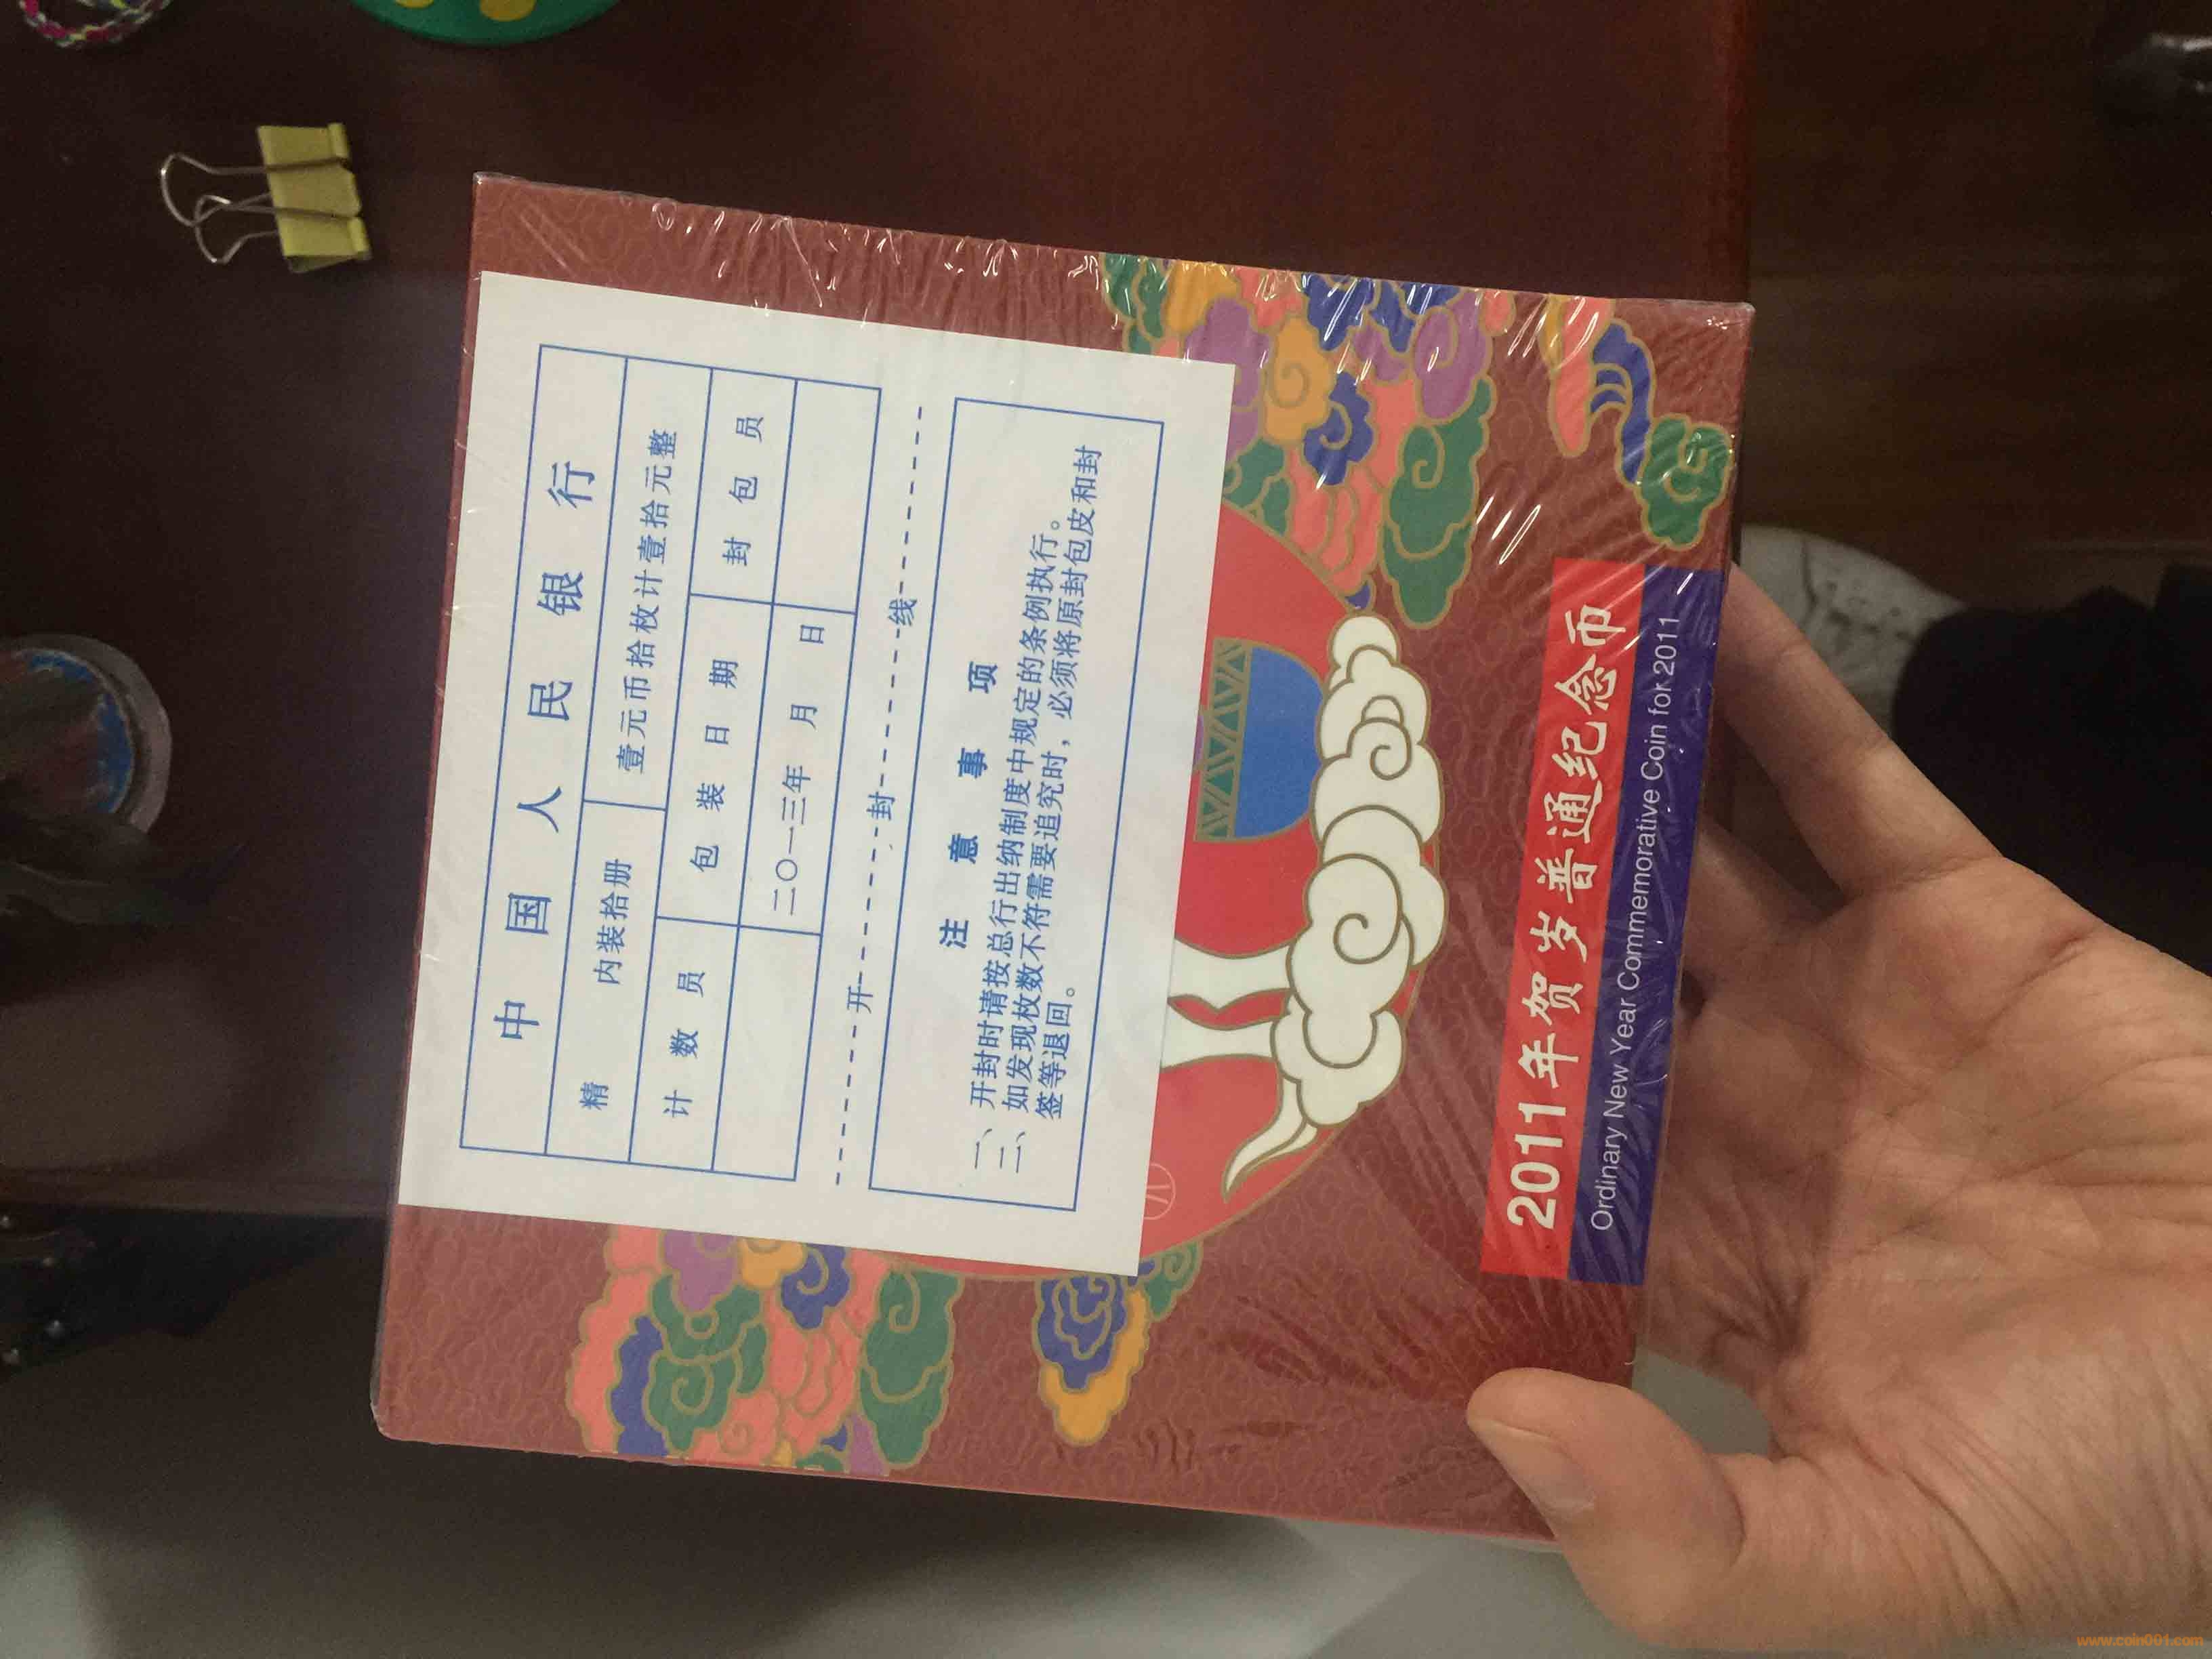 中国人民银行
精 内装拾册 壹元币拾枚计壹拾元整
计数员 包装日期 封包员
二〇一三年 月 日
开 封 线
注意事项
一、开封时请按总行出纳制度中规定的条例执行。
二、如发现枚数不符需要追究时，必须将原封包皮和封
签等退回。
2011年贺岁普通纪念币
Ordinary New Year Commemorative Coin for 2011
www.coin001.com